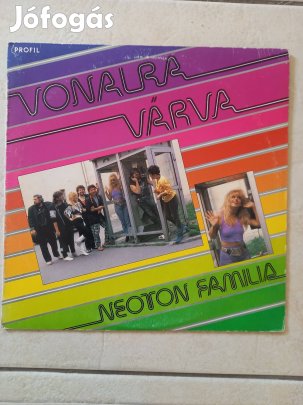 Jófogás
PROFIL
VONALRA
VÁRVA
NEOTON FAMILIA